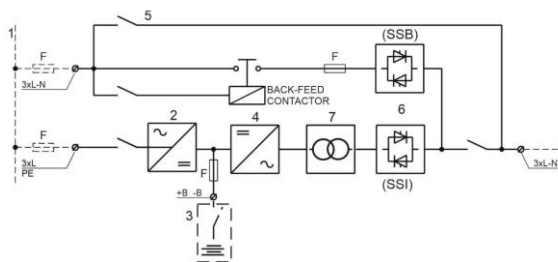 1
5
(SSB)
F
F
3xL-N
BACK-FEED
CONTACTOR
2
4
7
6
F
3xL
PE
F
(SSI)
3xL-N
+B -B
3